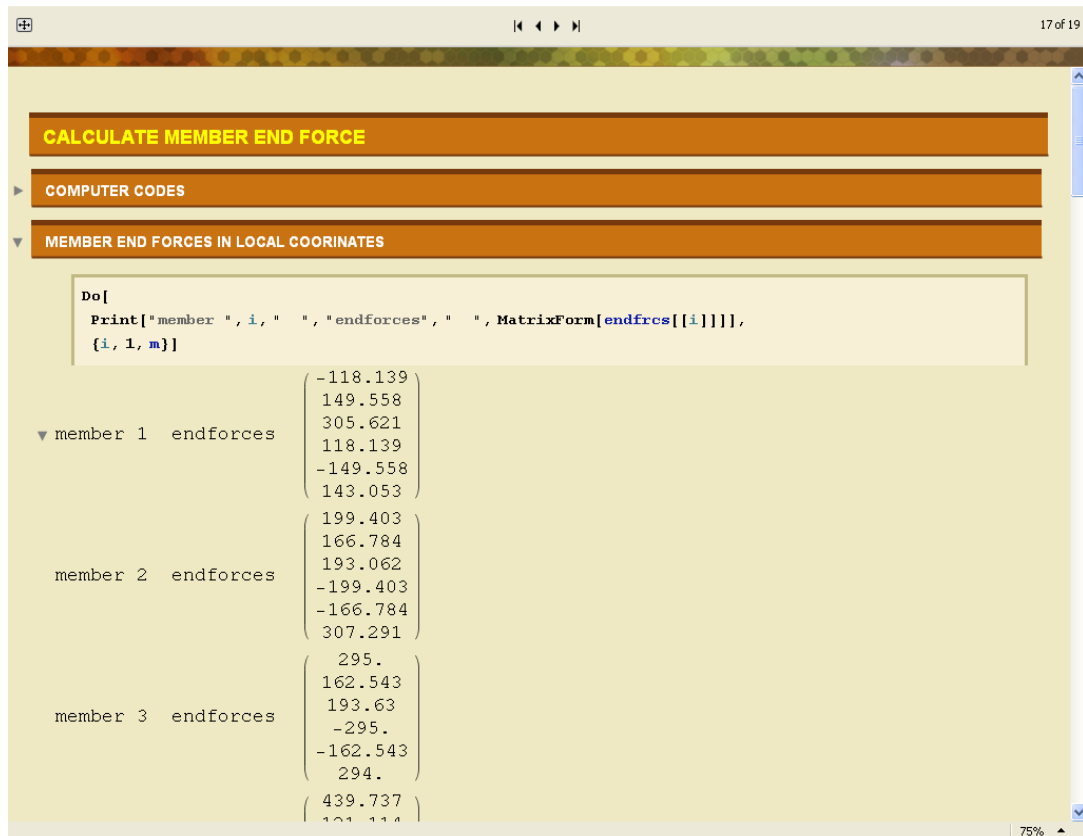 17 of 19
CALCULATE MEMBER END FORCE
COMPUTER CODES
MEMBER END FORCES IN LOCAL COORINATES
Do[
Print["member ", i, "  ", "endforces", "  ", MatrixForm[endfrcs[[i]]]],
{i, 1, m}]
-118.139
149.558
305.621
member 1 endforces
118.139
-149.558
143.053
199.403
166.784
193.062
member 2 endforces
-199.403
-166.784
307.291
295.
162.543
193.63
member 3 endforces
-295.
-162.543
294.
439.737
75%